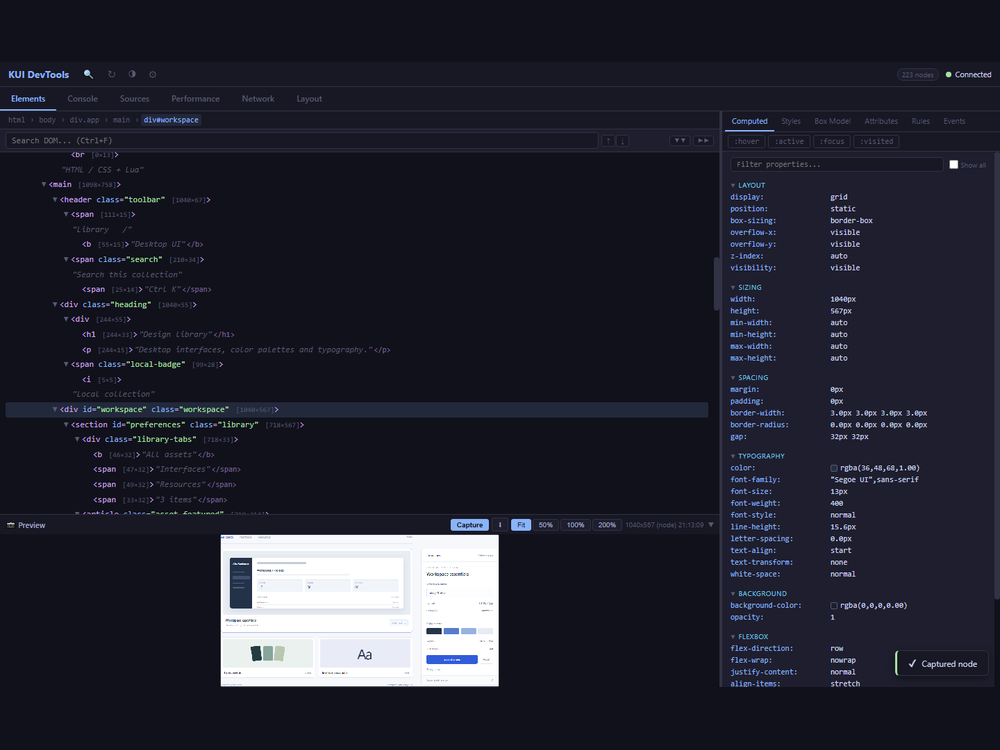 KUI DevTools
223 nodes
Connected
Elements Console Sources Performance Network Layout
html › body › div.app › main › div#workspace
Search DOM... (Ctrl+F)
<br [0×13]>
"HTML / CSS + Lua"
<main [1098×758]>
<header class="toolbar" [1040×67]>
<span [111×15]>
"Library /"
<b [55×15]>"Desktop UI"</b>
<span class="search" [210×34]>
"Search this collection"
<span [25×14]>"Ctrl K"</span>
<div class="heading" [1040×55]>
<div [244×55]>
<h1 [244×33]>"Design library"</h1>
<p [244×15]>"Desktop interfaces, color palettes and typography."</p>
<span class="local-badge" [99×28]>
<i [5×5]>
"Local collection"
<div id="workspace" class="workspace" [1040×567]>
<section id="preferences" class="library" [718×567]>
<div class="library-tabs" [718×33]>
<b [46×32]>"All assets"</b>
<span [47×32]>"Interfaces"</span>
<span [49×32]>"Resources"</span>
<span [33×32]>"3 items"</span>
Preview
Capture I Fit 50% 100% 200% 1040x567 (node) 21:13:09
Workspace essentials
Aa
Computed Styles Box Model Attributes Rules Events
:hover :active :focus :visited
Filter properties...
Show all
LAYOUT
display: grid
position: static
box-sizing: border-box
overflow-x: visible
overflow-y: visible
z-index: auto
visibility: visible
SIZING
width: 1040px
height: 567px
min-width: auto
min-height: auto
max-width: auto
max-height: auto
SPACING
margin: 0px
padding: 0px
border-width: 3.0px 3.0px 3.0px 3.0px
border-radius: 0.0px 0.0px 0.0px 0.0px
gap: 32px 32px
TYPOGRAPHY
color: rgba(36,48,68,1.00)
font-family: "Segoe UI",sans-serif
font-size: 13px
font-weight: 400
font-style: normal
line-height: 15.6px
letter-spacing: 0.0px
text-align: start
text-transform: none
white-space: normal
BACKGROUND
background-color: rgba(0,0,0,0.00)
opacity: 1
FLEXBOX
flex-direction: row
flex-wrap: nowrap
justify-content: normal
align-items: stretch
✓ Captured node